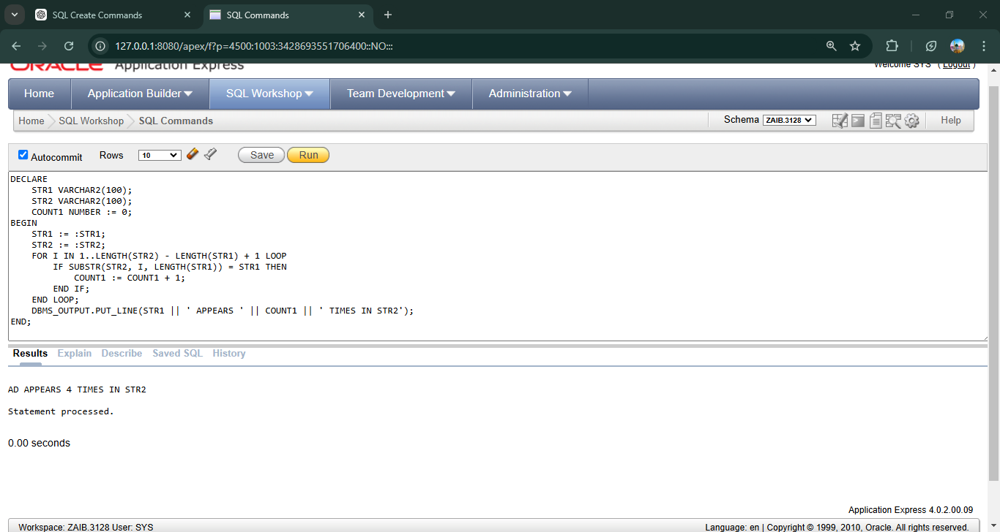 SQL Create Commands
SQL Commands
127.0.0.1:8080/apex/f?p=4500:1003:3428693551706400::NO:::
ORACLE Application Express
Welcome SYS ( Logout )
Home Application Builder SQL Workshop Team Development Administration
Home SQL Workshop SQL Commands Schema ZAIB.3128 Help
Autocommit Rows 10 Save Run
DECLARE
    STR1 VARCHAR2(100);
    STR2 VARCHAR2(100);
    COUNT1 NUMBER := 0;
BEGIN
    STR1 := :STR1;
    STR2 := :STR2;
    FOR I IN 1..LENGTH(STR2) - LENGTH(STR1) + 1 LOOP
        IF SUBSTR(STR2, I, LENGTH(STR1)) = STR1 THEN
            COUNT1 := COUNT1 + 1;
        END IF;
    END LOOP;
    DBMS_OUTPUT.PUT_LINE(STR1 || ' APPEARS ' || COUNT1 || ' TIMES IN STR2');
END;
Results Explain Describe Saved SQL History
AD APPEARS 4 TIMES IN STR2
Statement processed.
0.00 seconds
Application Express 4.0.2.00.09
Workspace: ZAIB.3128 User: SYS
Language: en | Copyright © 1999, 2010, Oracle. All rights reserved.